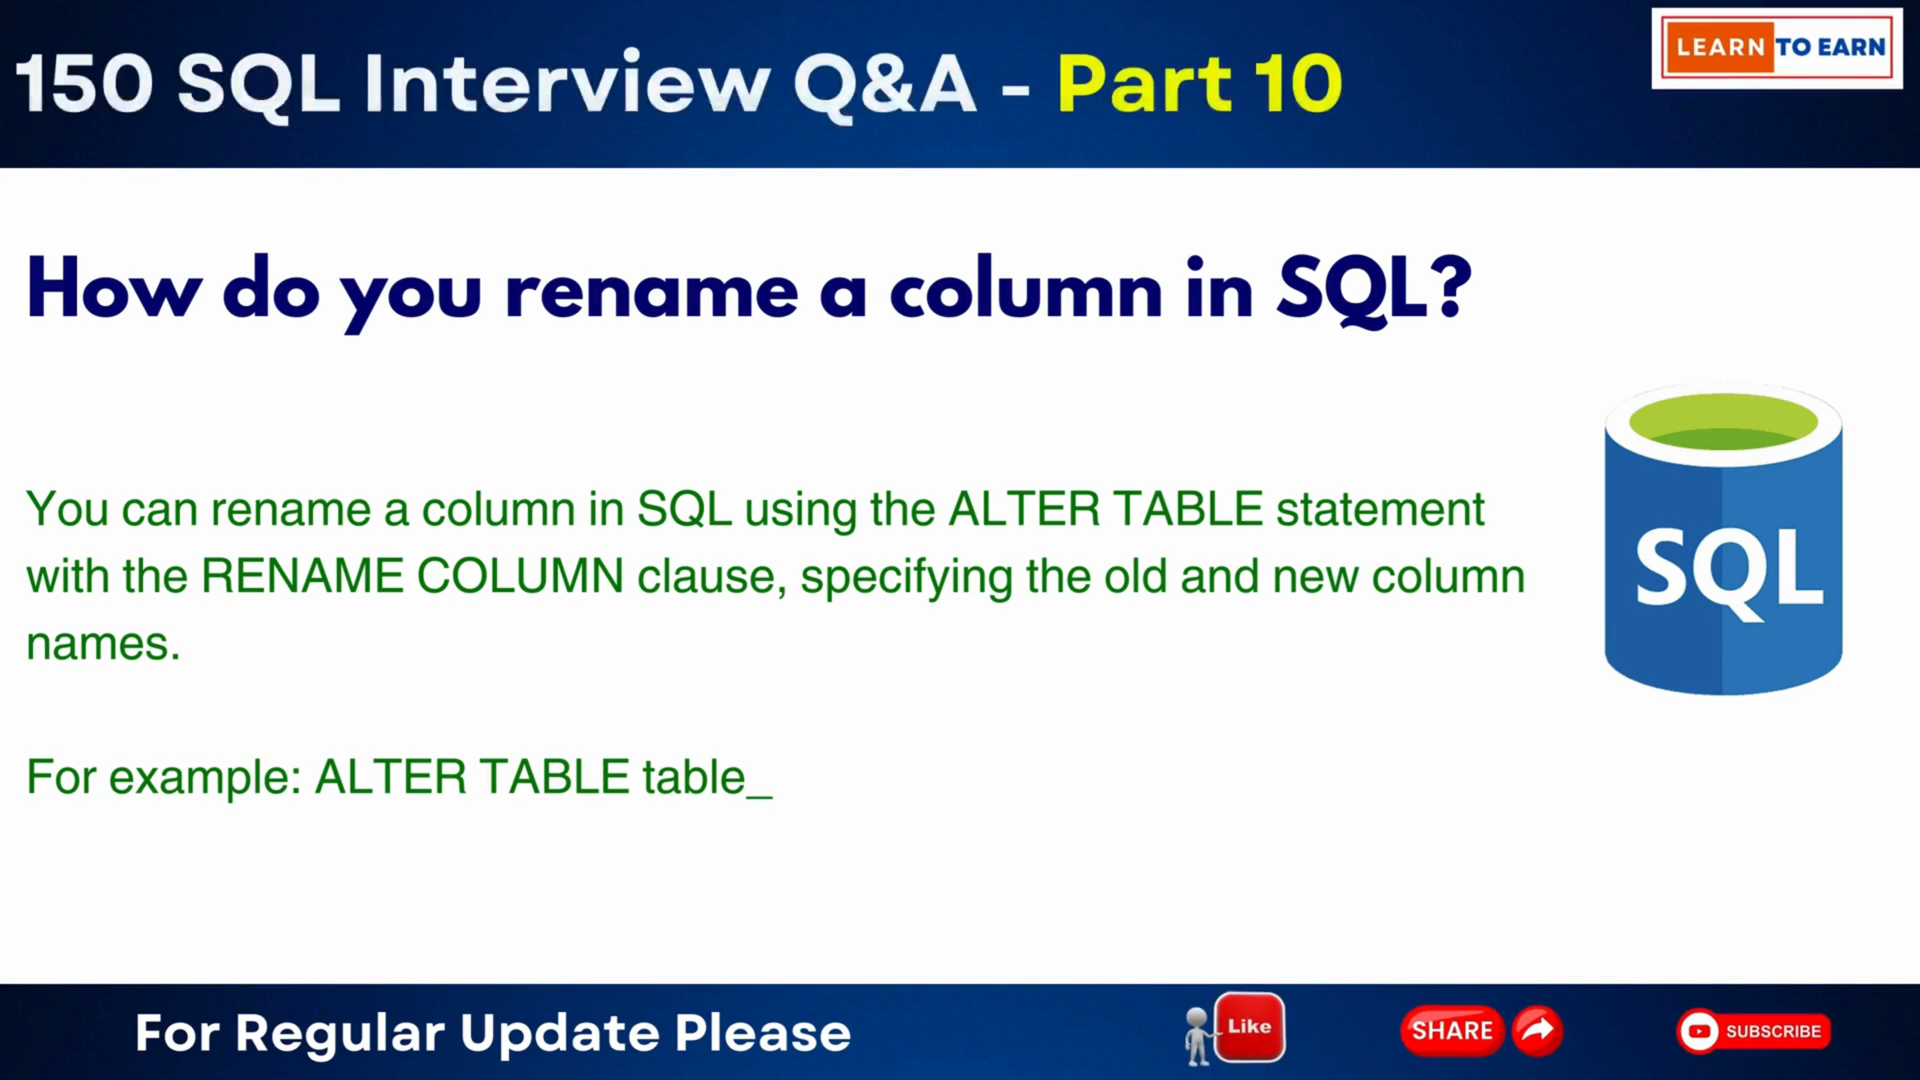 150 SQL Interview Q&A - Part 10
LEARN TO EARN
How do you rename a column in SQL?
You can rename a column in SQL using the ALTER TABLE statement
with the RENAME COLUMN clause, specifying the old and new column
names.
SQL
For example: ALTER TABLE table_
For Regular Update Please
Like
SHARE
SUBSCRIBE